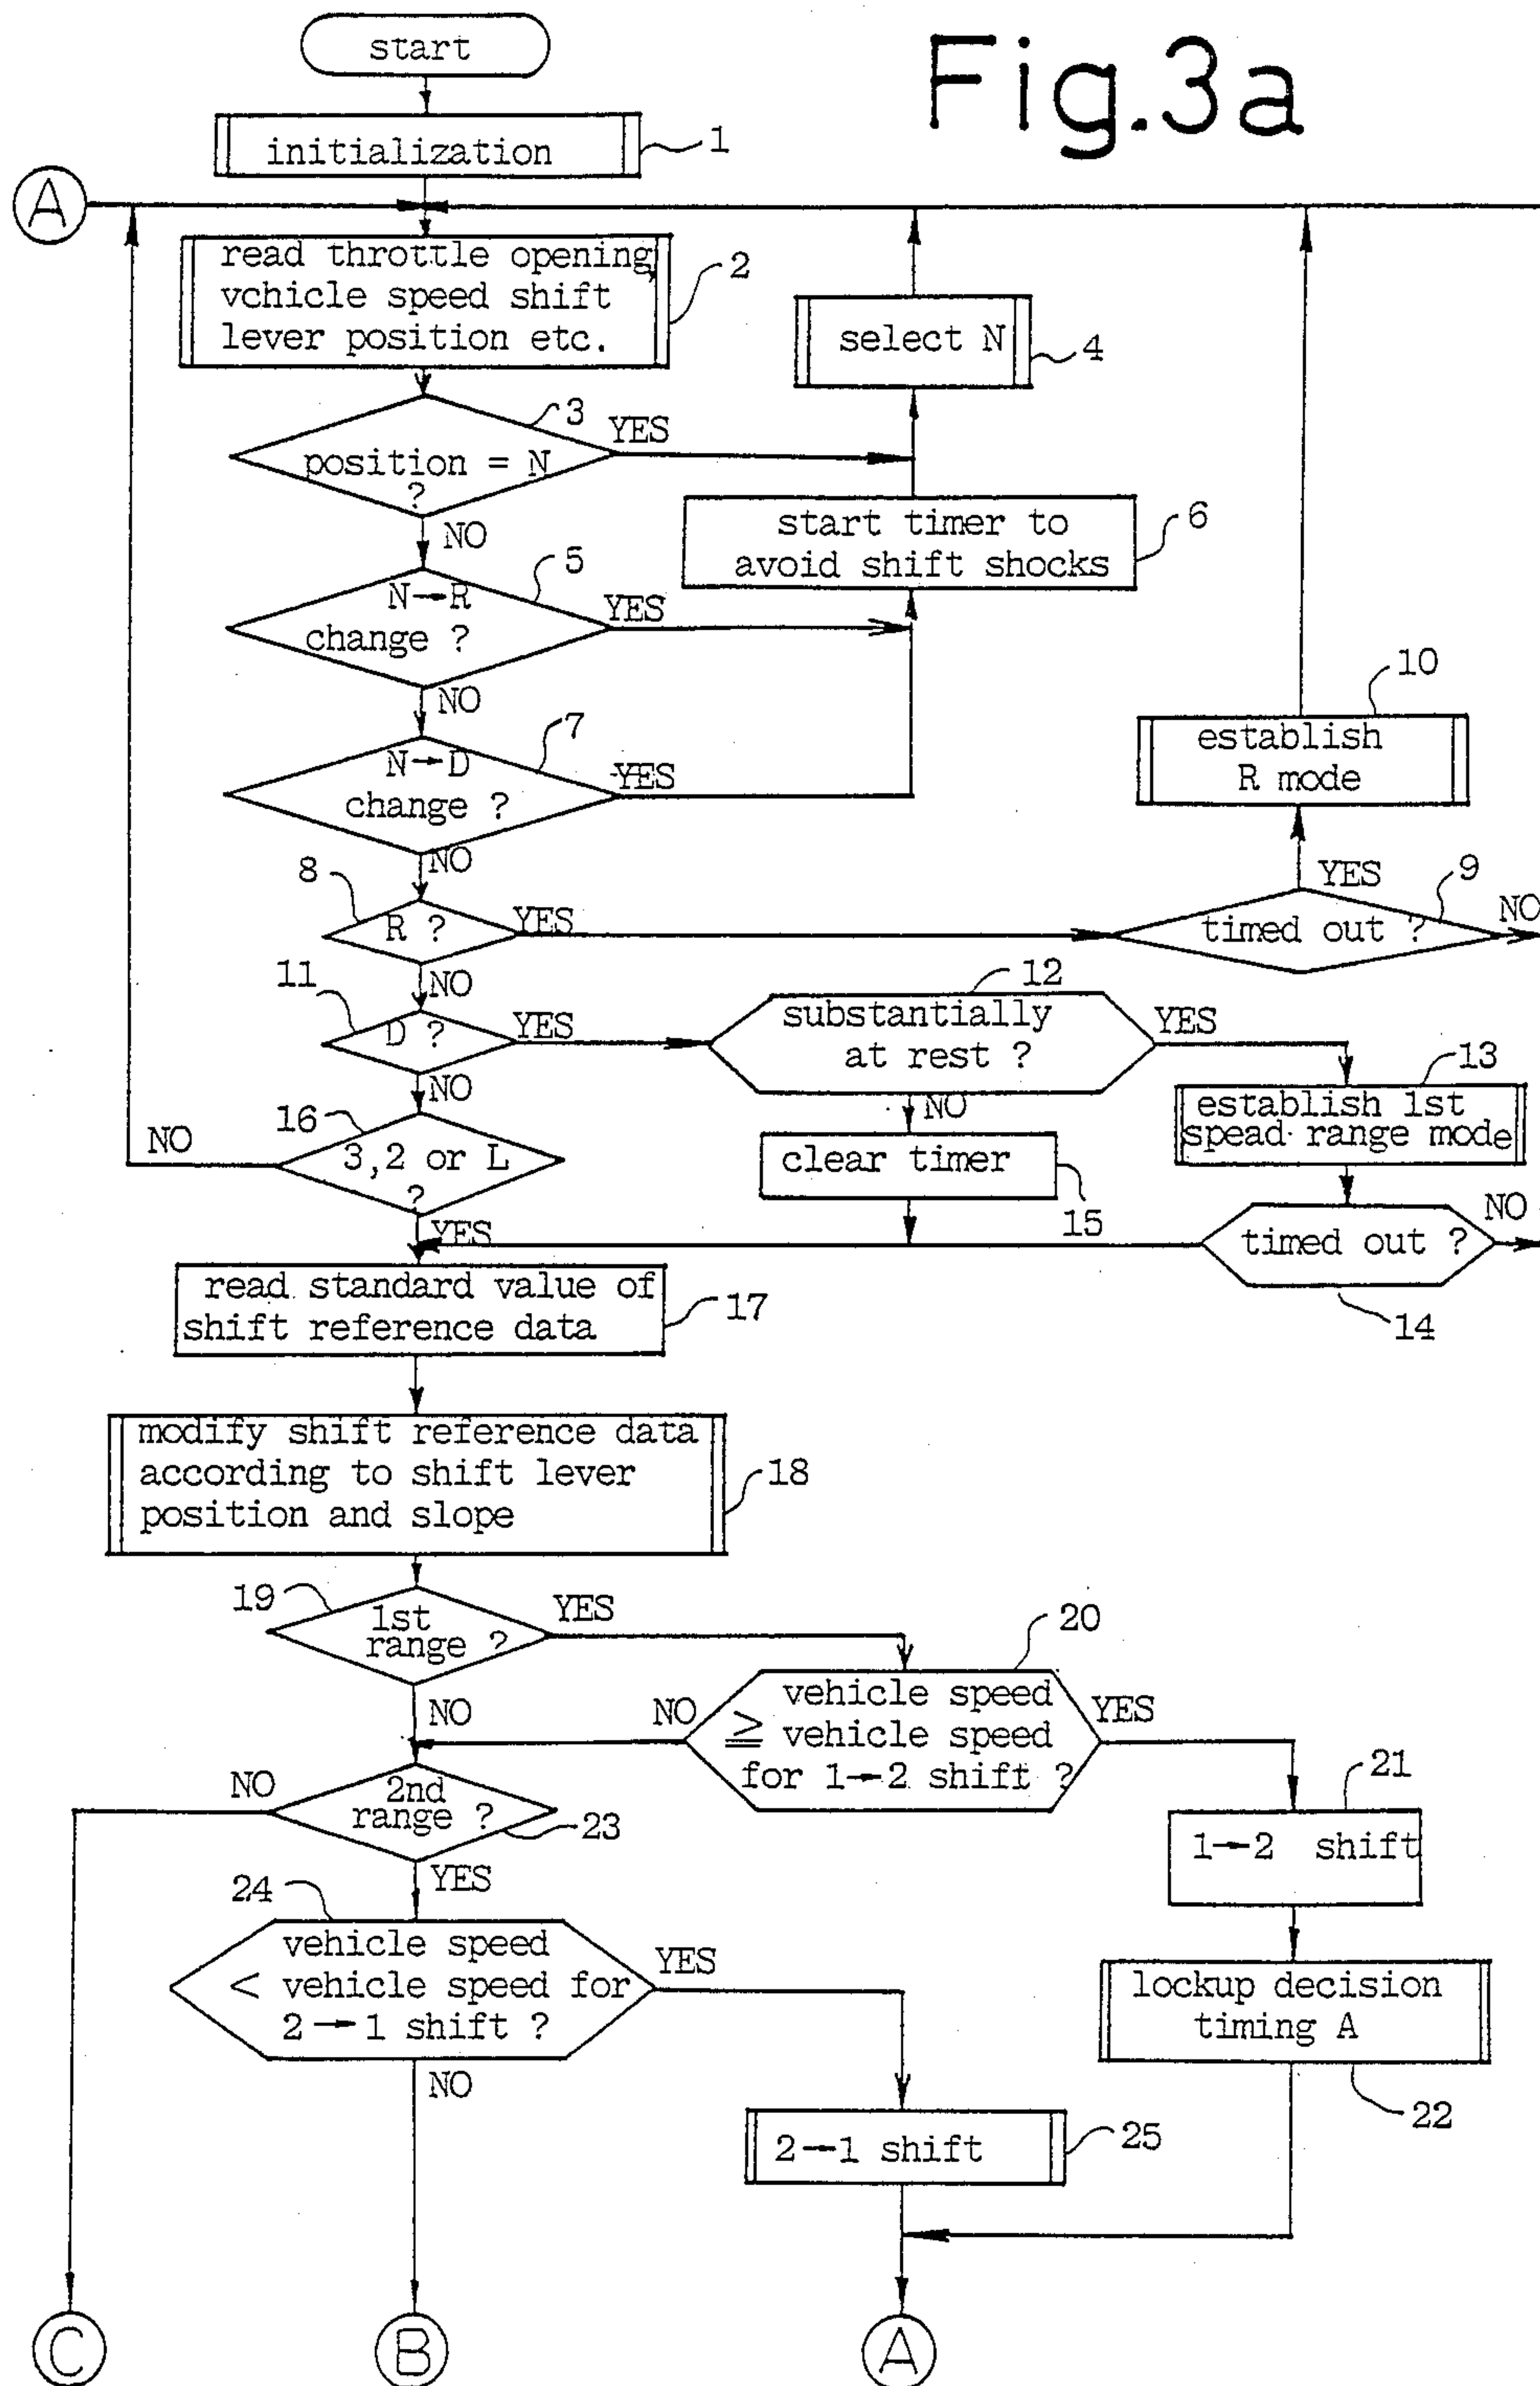 Fig.3a
start
initialization
1
A
read throttle opening,
vchicle speed shift
lever position etc.
2
select N
4
3
position = N
?
YES
NO
start timer to
avoid shift shocks
6
5
N→R
change ?
YES
NO
7
N→D
change ?
YES
NO
10
establish
R mode
8
R ?
YES
NO
9
timed out ?
YES
NO
11
D ?
YES
NO
12
substantially
at rest ?
YES
NO
13
establish 1st
spead range mode
16
3,2 or L
?
NO
YES
clear timer
15
timed out ?
NO
14
read standard value of
shift reference data
17
modify shift reference data
according to shift lever
position and slope
18
19
1st
range ?
YES
NO
20
vehicle speed
≧ vehicle speed
for 1→2 shift ?
NO
YES
21
1→2 shift
2nd
range ?
23
NO
YES
24
vehicle speed
< vehicle speed for
2→1 shift ?
YES
NO
lockup decision
timing A
22
2→1 shift
25
C
B
A